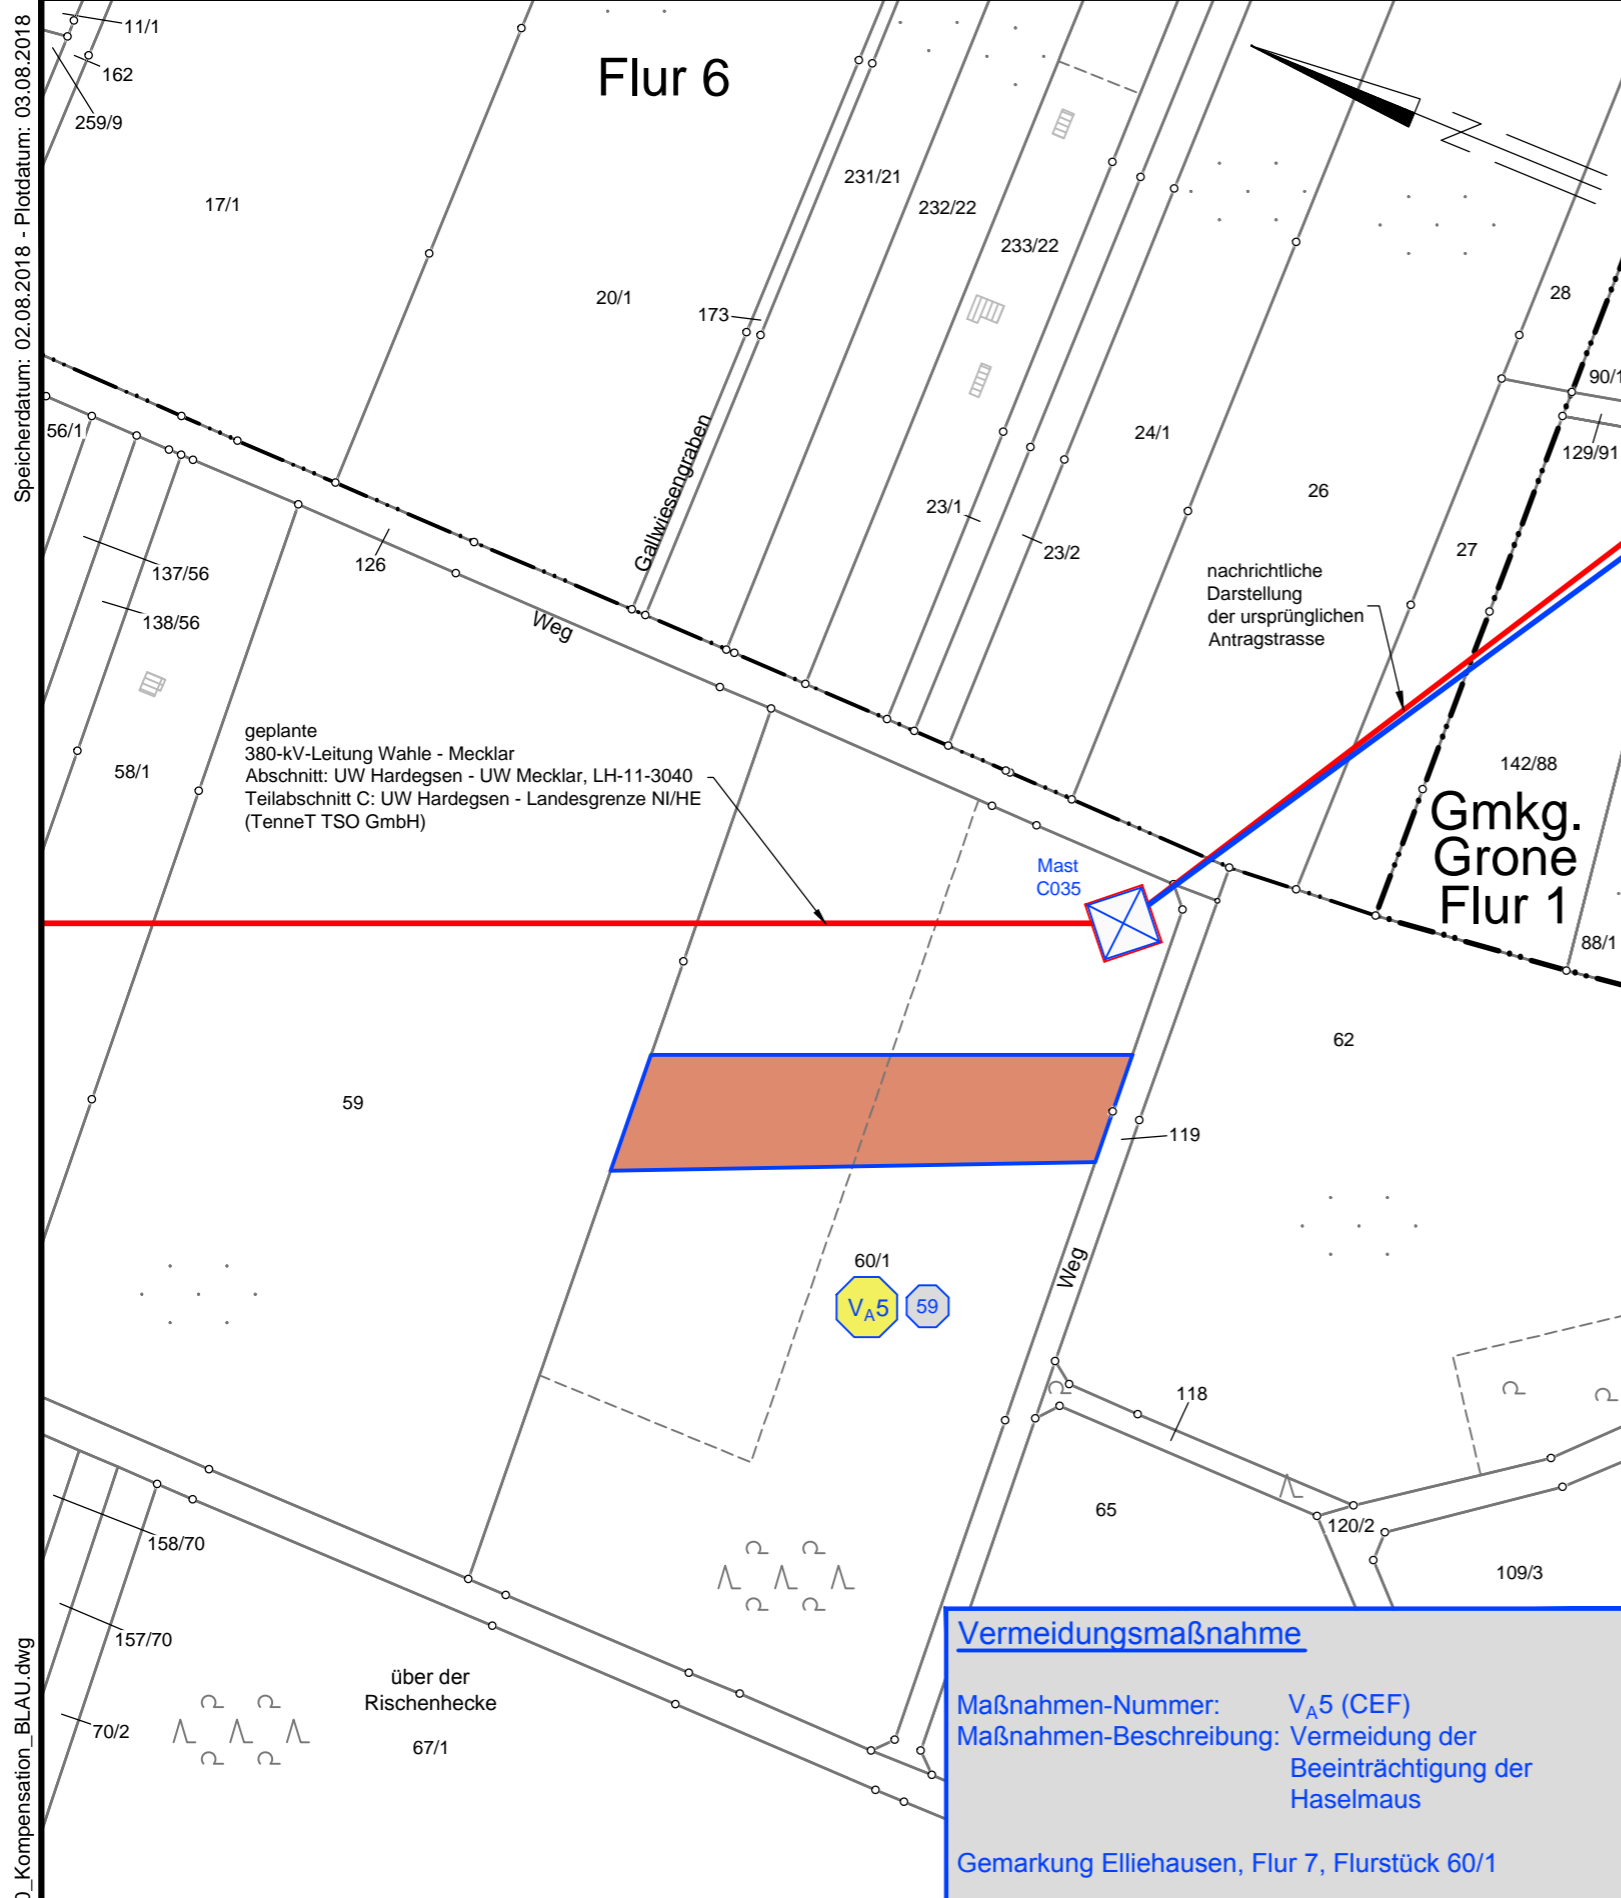 Speicherdatum: 02.08.2018 - Plotdatum: 03.08.2018
11/1
162
259/9
Flur 6
17/1
20/1
173
231/21
232/22
233/22
N
28
90/1
129/91
24/1
26
27
23/1
23/2
Gallwiesengraben
56/1
137/56
138/56
126
Weg
58/1
nachrichtliche
Darstellung
der ursprünglichen
Antragstrasse
geplante
380-kV-Leitung Wahle - Mecklar
Abschnitt: UW Hardegsen - UW Mecklar, LH-11-3040
Teilabschnitt C: UW Hardegsen - Landesgrenze NI/HE
(TenneT TSO GmbH)
142/88
Gmkg.
Grone
Flur 1
88/1
Mast
C035
62
59
119
60/1
VA5
59
Weg
118
65
120/2
109/3
158/70
157/70
70/2
über der
Rischenhecke
67/1
Vermeidungsmaßnahme
Maßnahmen-Nummer: VA5 (CEF)
Maßnahmen-Beschreibung: Vermeidung der
Beeinträchtigung der
Haselmaus
Gemarkung Elliehausen, Flur 7, Flurstück 60/1
_Kompensation_BLAU.dwg